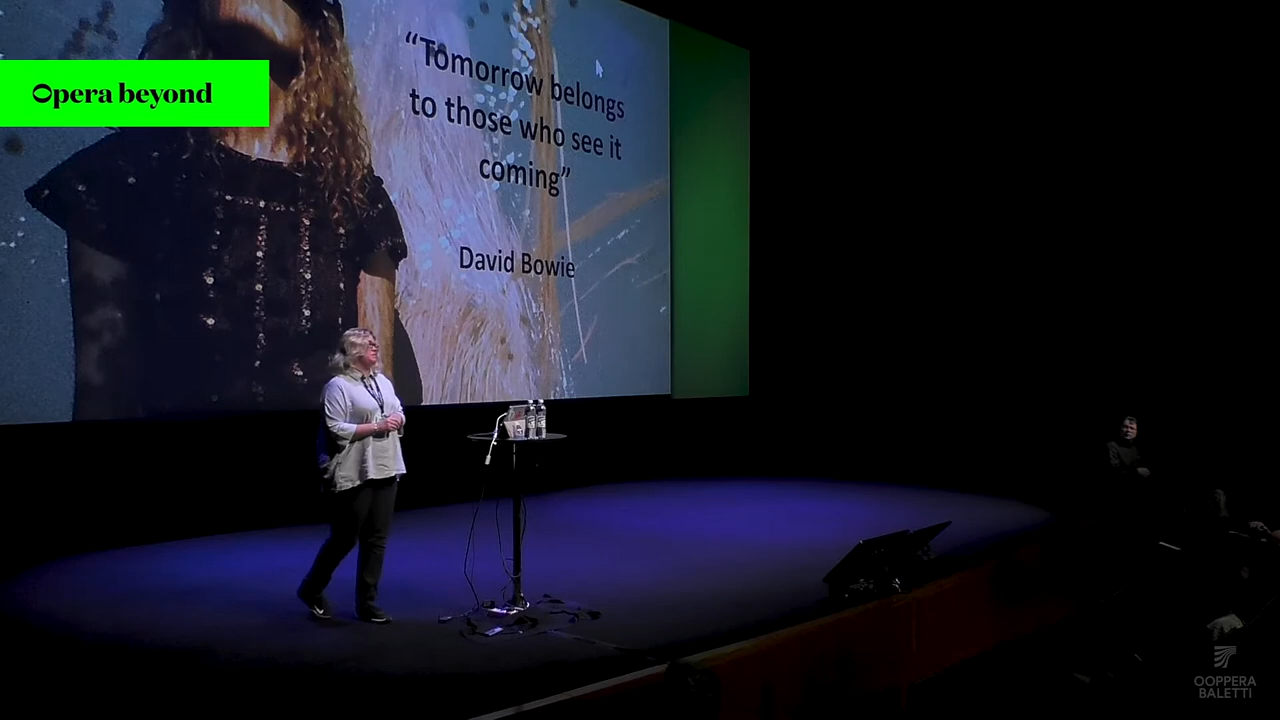 Opera beyond
“Tomorrow belongs
to those who see it
coming”
David Bowie
OOPPERA
BALETTI